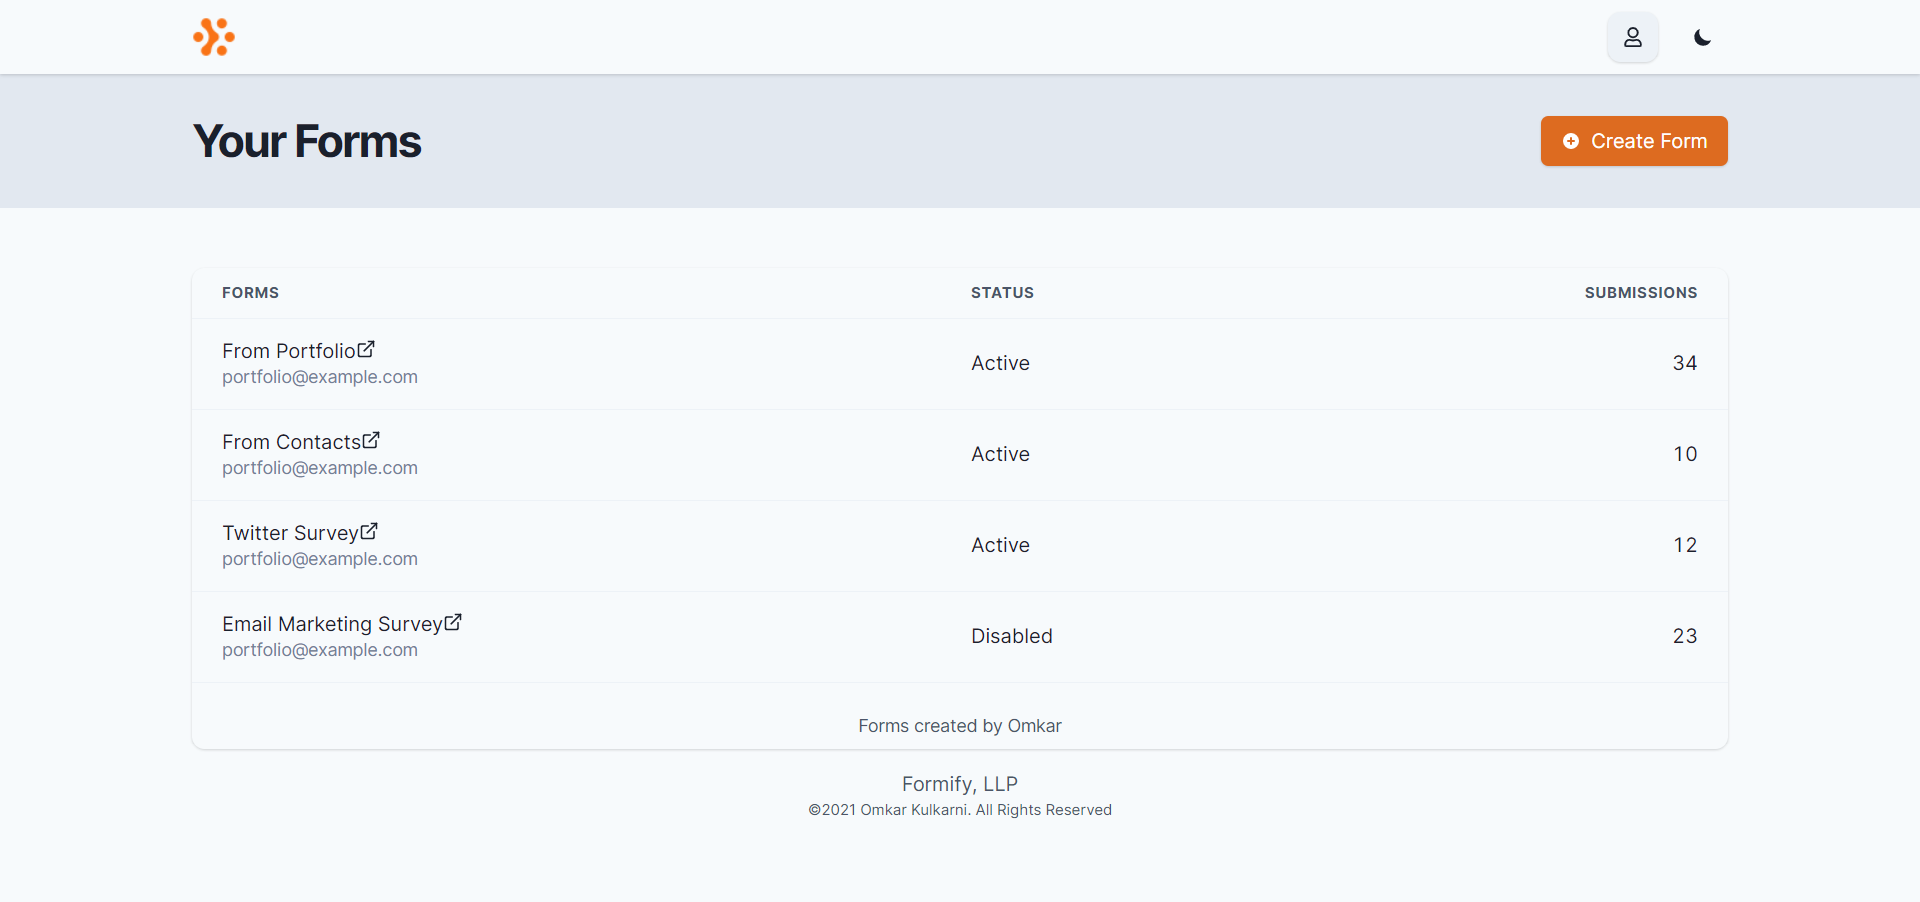 Your Forms
Create Form
FORMS STATUS SUBMISSIONS
From Portfolio
portfolio@example.com
Active 34
From Contacts
portfolio@example.com
Active 10
Twitter Survey
portfolio@example.com
Active 12
Email Marketing Survey
portfolio@example.com
Disabled 23
Forms created by Omkar
Formify, LLP
©2021 Omkar Kulkarni. All Rights Reserved